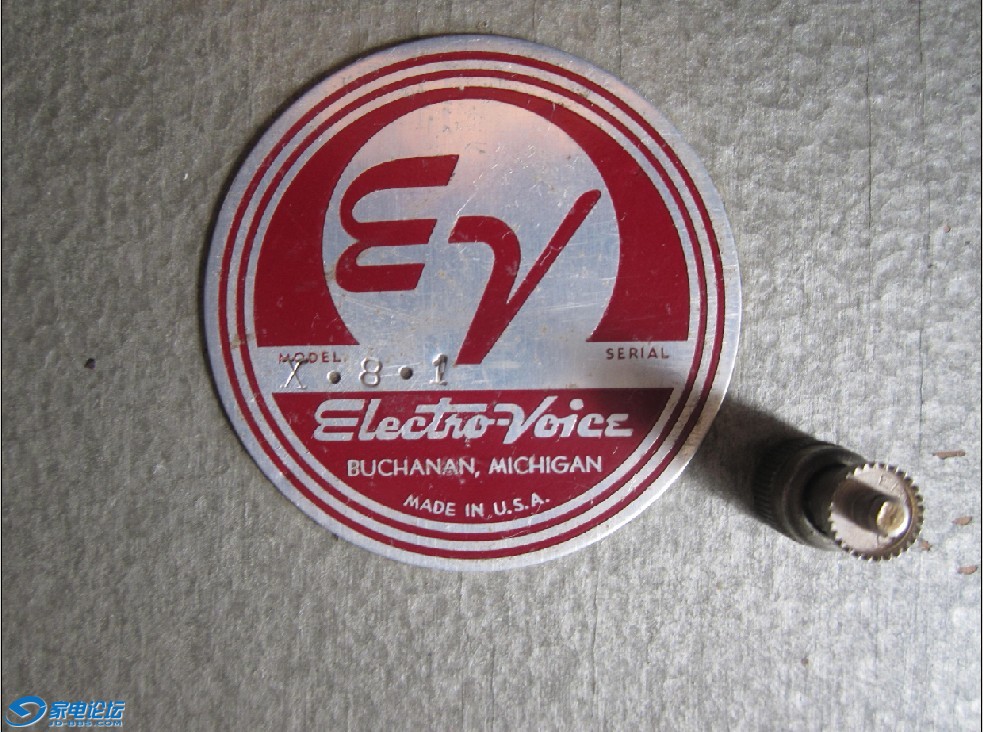 EV
MODEL SERIAL
X.8.1
Electro-Voice
BUCHANAN, MICHIGAN
MADE IN U.S.A.
家电论坛
JD-BBS.COM